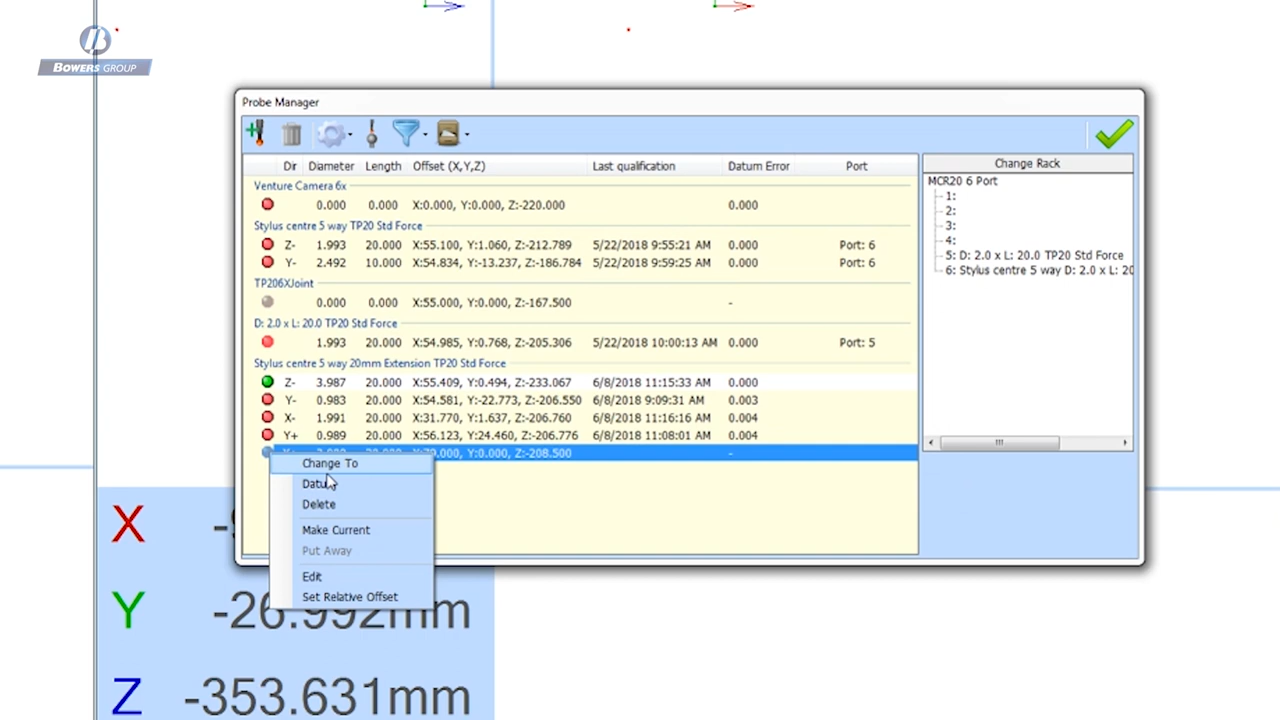 BOWERS GROUP
Probe Manager
Dir Diameter Length Offset (X,Y,Z) Last qualification Datum Error Port
Venture Camera 6x
0.000 0.000 X:0.000, Y:0.000, Z:-220.000 0.000
Stylus centre 5 way TP20 Std Force
Z- 1.993 20.000 X:55.100, Y:1.060, Z:-212.789 5/22/2018 9:55:21 AM 0.000 Port: 6
Y- 2.492 10.000 X:54.834, Y:-13.237, Z:-186.784 5/22/2018 9:59:25 AM 0.000 Port: 6
TP206XJoint
0.000 0.000 X:55.000, Y:0.000, Z:-167.500 -
D: 2.0 x L: 20.0 TP20 Std Force
1.993 20.000 X:54.985, Y:0.768, Z:-205.306 5/22/2018 10:00:13 AM 0.000 Port: 5
Stylus centre 5 way 20mm Extension TP20 Std Force
Z- 3.987 20.000 X:55.409, Y:0.494, Z:-233.067 6/8/2018 11:15:33 AM 0.000
Y- 0.983 20.000 X:54.581, Y:-22.773, Z:-206.550 6/8/2018 9:09:31 AM 0.003
X- 1.991 20.000 X:31.770, Y:1.637, Z:-206.760 6/8/2018 11:16:16 AM 0.004
Y+ 0.989 20.000 X:56.123, Y:24.460, Z:-206.776 6/8/2018 11:08:01 AM 0.004
Y:0.000, Z:-208.500 -
Change To
Delete
Make Current
Put Away
Edit
Set Relative Offset
Change Rack
MCR20 6 Port
1:
2:
3:
4:
5: D: 2.0 x L: 20.0 TP20 Std Force
6: Stylus centre 5 way D: 2.0 x L: 20
X
Y -26.992mm
Z -353.631mm